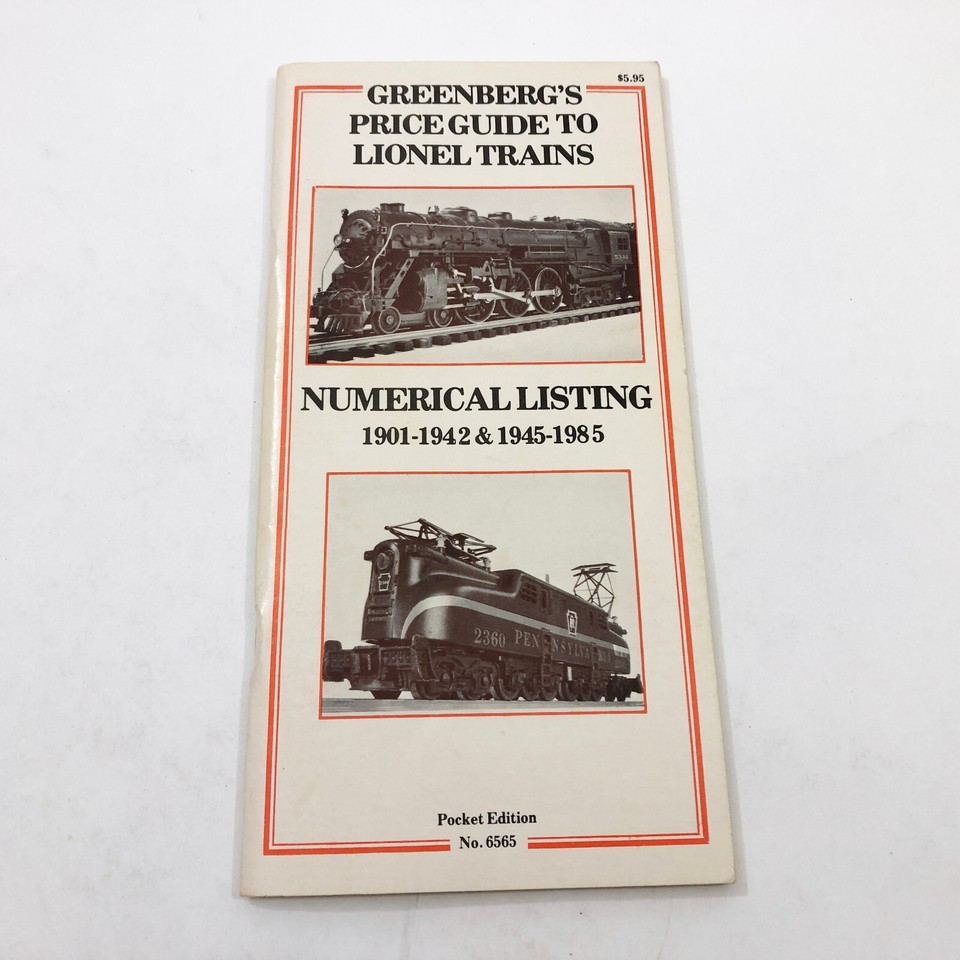 $5.95
GREENBERG'S
PRICE GUIDE TO
LIONEL TRAINS
NUMERICAL LISTING
1901-1942 & 1945-1985
2360 PENNSYLVANIA
Pocket Edition
No. 6565